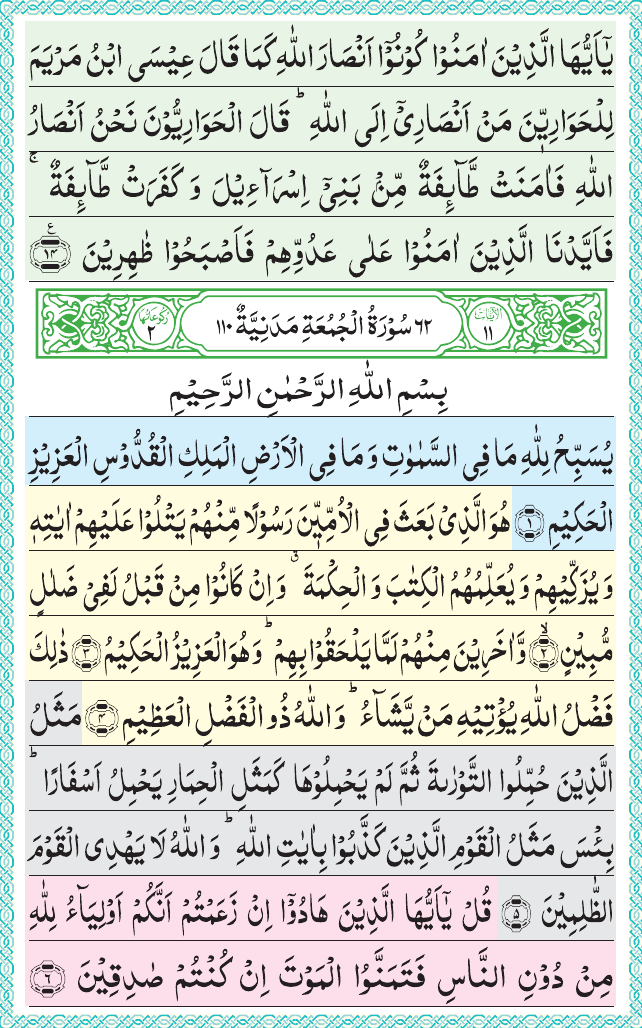 يٰۤاَيُّهَا الَّذِيْنَ اٰمَنُوْا كُوْنُوْۤا اَنْصَارَ اللّٰهِ كَمَا قَالَ عِيْسَى ابْنُ مَرْيَمَ
لِلْحَوَارِيّٖنَ مَنْ اَنْصَارِيْۤ اِلَى اللّٰهِ ؕ قَالَ الْحَوَارِيُّوْنَ نَحْنُ اَنْصَارُ
اللّٰهِ فَاٰمَنَتْ طَّآئِفَةٌ مِّنْۢ بَنِيْۤ اِسْرَآءِيْلَ وَ كَفَرَتْ طَّآئِفَةٌ ۚ
فَاَيَّدْنَا الَّذِيْنَ اٰمَنُوْا عَلٰى عَدُوِّهِمْ فَاَصْبَحُوْا ظٰهِرِيْنَ ﴿۱۴﴾ ع
الْاٰيَاتُهَا ۱۱ ۶۲ سُوْرَةُ الْجُمُعَةِ مَدَنِيَّةٌ ۱۱۰ رُكُوْعَاتُهَا ۲
بِسْمِ اللّٰهِ الرَّحْمٰنِ الرَّحِيْمِ
يُسَبِّحُ لِلّٰهِ مَا فِى السَّمٰوٰتِ وَ مَا فِى الْاَرْضِ الْمَلِكِ الْقُدُّوْسِ الْعَزِيْزِ
الْحَكِيْمِ ﴿۱﴾ هُوَ الَّذِيْ بَعَثَ فِى الْاُمِّيّٖنَ رَسُوْلًا مِّنْهُمْ يَتْلُوْا عَلَيْهِمْ اٰيٰتِهٖ
وَ يُزَكِّيْهِمْ وَ يُعَلِّمُهُمُ الْكِتٰبَ وَ الْحِكْمَةَ ۗ وَ اِنْ كَانُوْا مِنْ قَبْلُ لَفِيْ ضَلٰلٍ
مُّبِيْنٍ ﴿۲﴾ۙ وَّ اٰخَرِيْنَ مِنْهُمْ لَمَّا يَلْحَقُوْا بِهِمْ ؕ وَ هُوَ الْعَزِيْزُ الْحَكِيْمُ ﴿۳﴾ ذٰلِكَ
فَضْلُ اللّٰهِ يُؤْتِيْهِ مَنْ يَّشَآءُ ؕ وَ اللّٰهُ ذُو الْفَضْلِ الْعَظِيْمِ ﴿۴﴾ مَثَلُ
الَّذِيْنَ حُمِّلُوا التَّوْرٰىةَ ثُمَّ لَمْ يَحْمِلُوْهَا كَمَثَلِ الْحِمَارِ يَحْمِلُ اَسْفَارًا ؕ
بِئْسَ مَثَلُ الْقَوْمِ الَّذِيْنَ كَذَّبُوْا بِاٰيٰتِ اللّٰهِ ؕ وَ اللّٰهُ لَا يَهْدِى الْقَوْمَ
الظّٰلِمِيْنَ ﴿۵﴾ قُلْ يٰۤاَيُّهَا الَّذِيْنَ هَادُوْۤا اِنْ زَعَمْتُمْ اَنَّكُمْ اَوْلِيَآءُ لِلّٰهِ
مِنْ دُوْنِ النَّاسِ فَتَمَنَّوُا الْمَوْتَ اِنْ كُنْتُمْ صٰدِقِيْنَ ﴿۶﴾